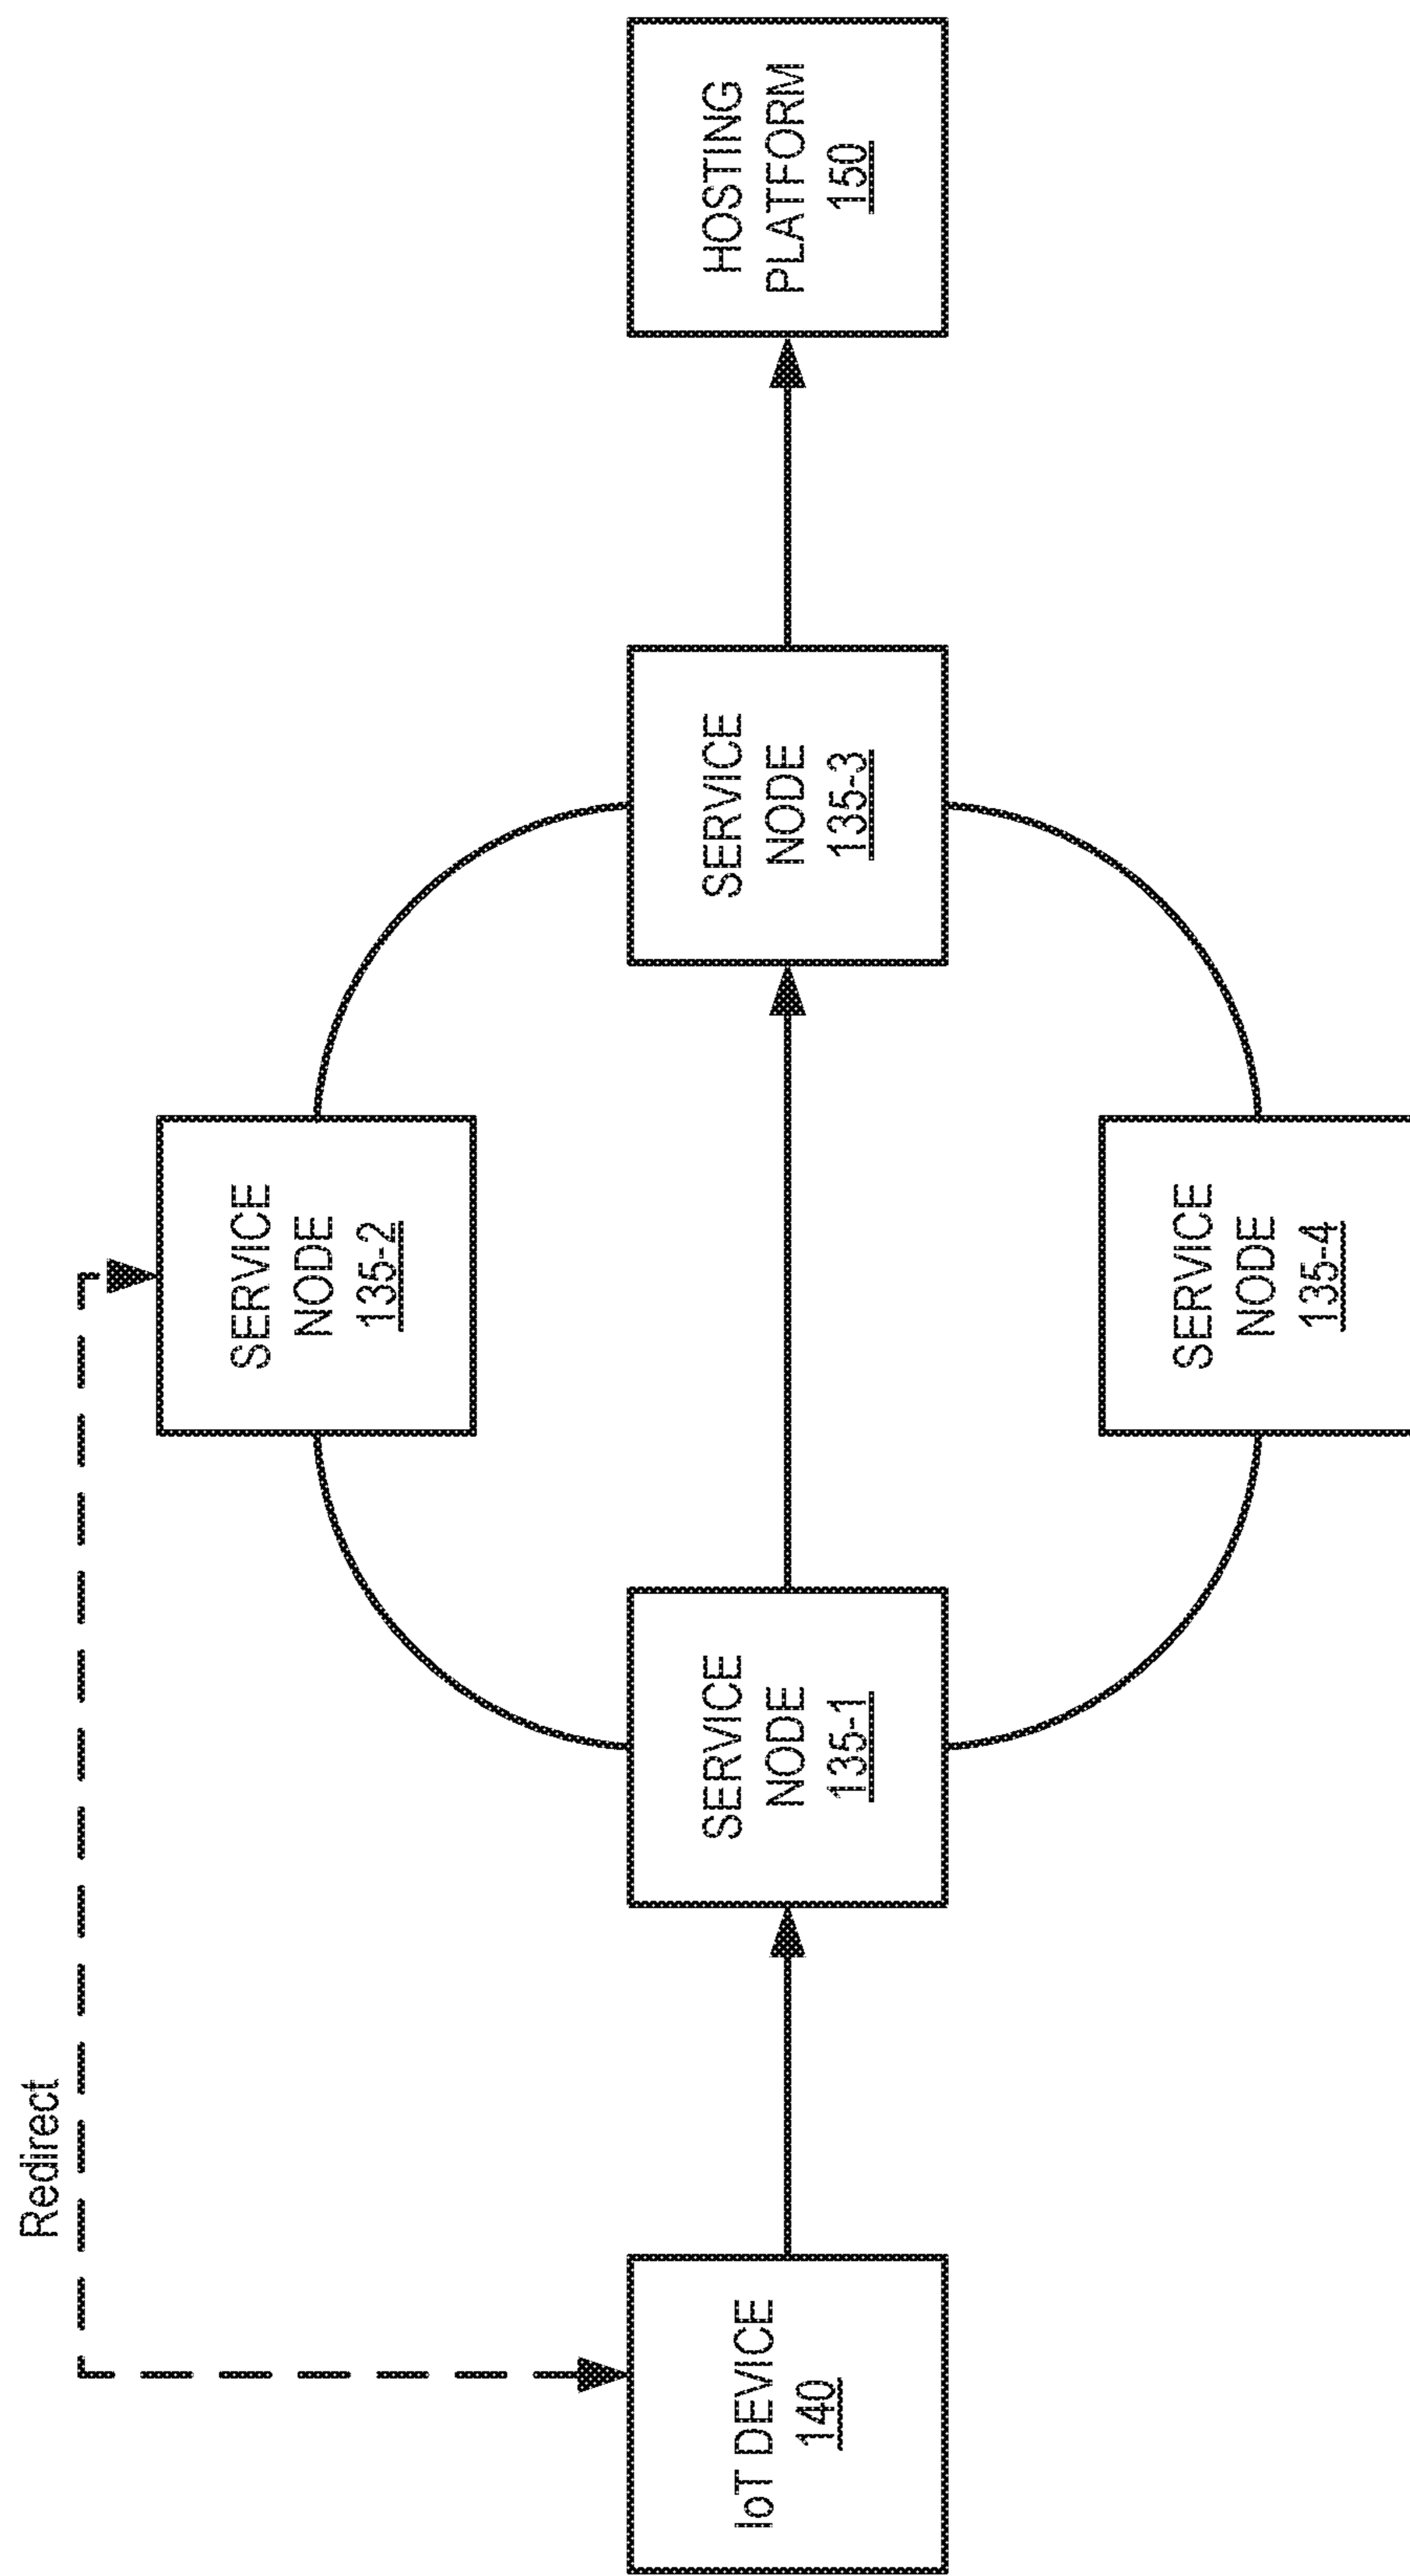 Redirect
IoT DEVICE
140
SERVICE
NODE
135-1
SERVICE
NODE
135-2
SERVICE
NODE
135-3
SERVICE
NODE
135-4
HOSTING
PLATFORM
150